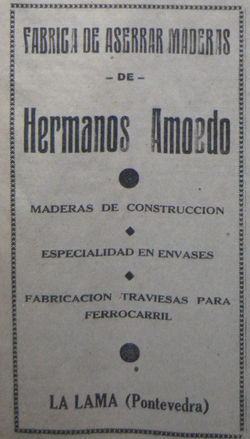 FABRICA DE ASERRAR MADERAS
- DE -
Hermanos Amoedo
MADERAS DE CONSTRUCCION
ESPECIALIDAD EN ENVASES
FABRICACION TRAVIESAS PARA
FERROCARRIL
LA LAMA (Pontevedra)